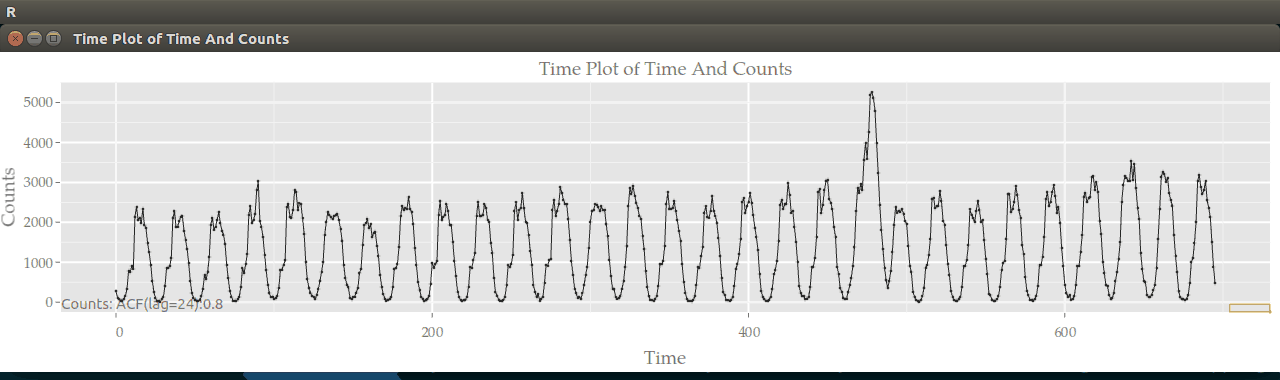 R
Time Plot of Time And Counts
Time Plot of Time And Counts
5000
4000
3000
2000
1000
0
Counts
Counts: ACF(lag=24):0.8
0 200 400 600
Time